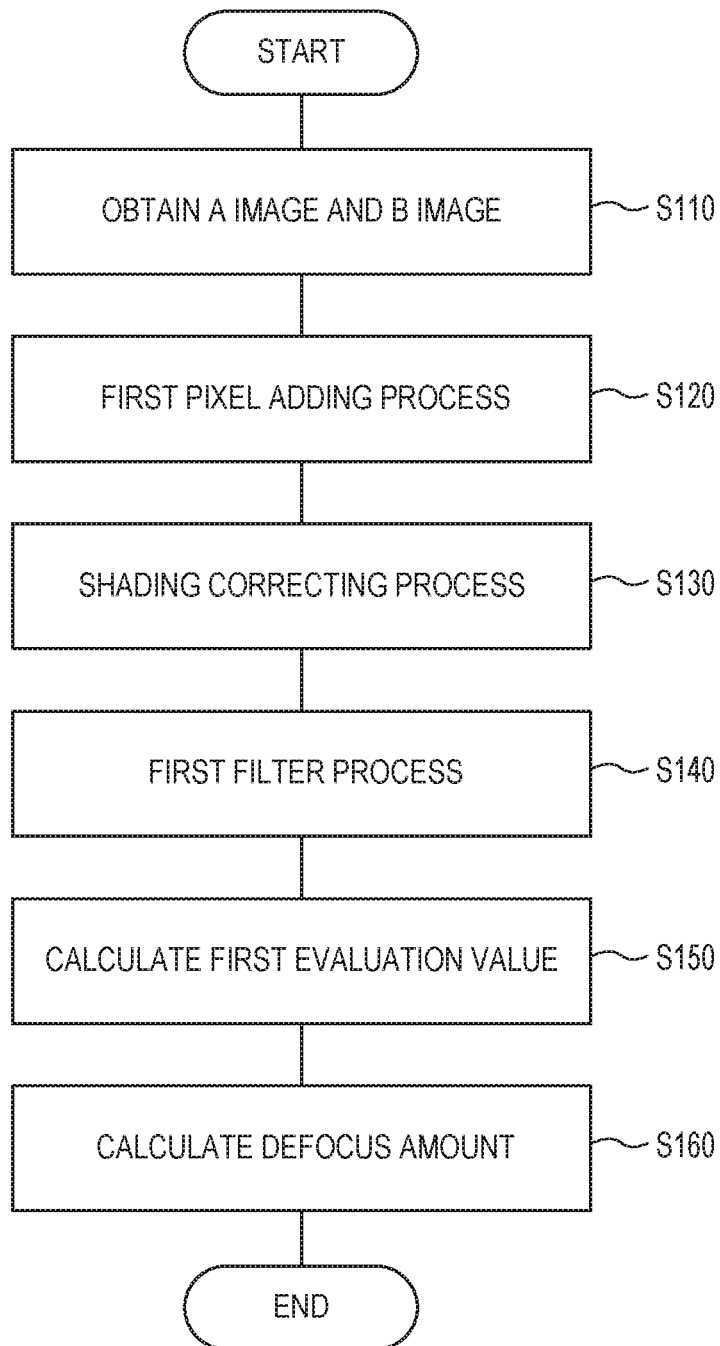 START
OBTAIN A IMAGE AND B IMAGE
S110
FIRST PIXEL ADDING PROCESS
S120
SHADING CORRECTING PROCESS
S130
FIRST FILTER PROCESS
S140
CALCULATE FIRST EVALUATION VALUE
S150
CALCULATE DEFOCUS AMOUNT
S160
END